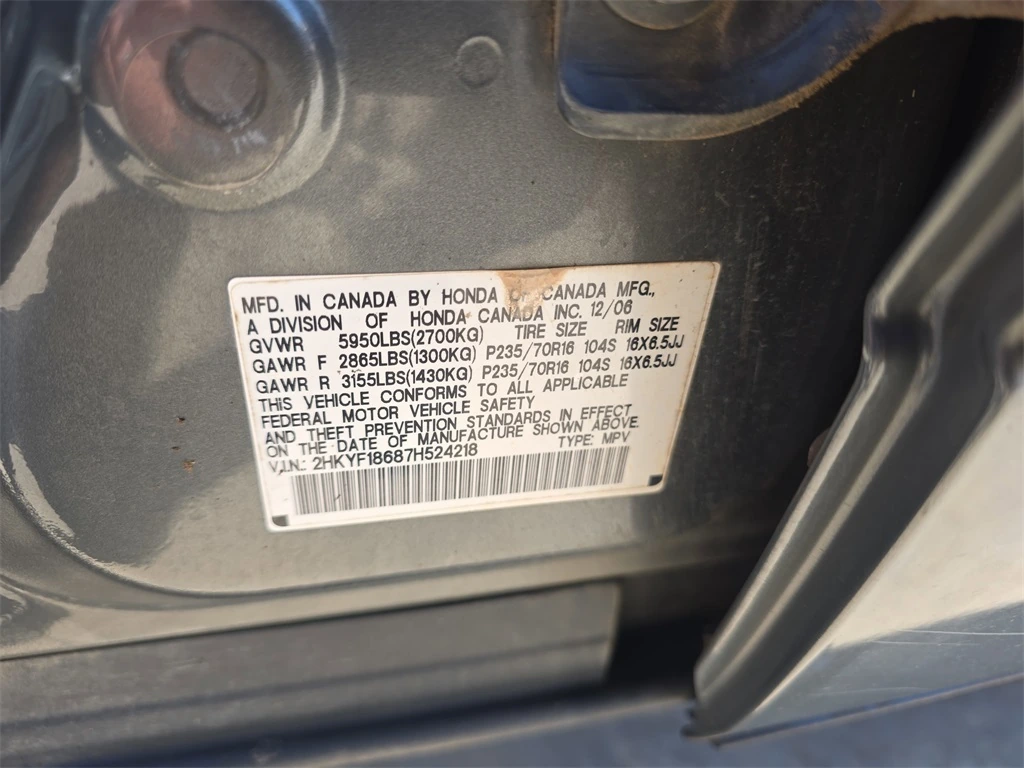 MFD. IN CANADA BY HONDA OF CANADA MFG.,
A DIVISION OF HONDA CANADA INC. 12/06
GVWR 5950LBS(2700KG) TIRE SIZE RIM SIZE
GAWR F 2865LBS(1300KG) P235/70R16 104S 16X6.5JJ
GAWR R 3155LBS(1430KG) P235/70R16 104S 16X6.5JJ
THIS VEHICLE CONFORMS TO ALL APPLICABLE
FEDERAL MOTOR VEHICLE SAFETY
AND THEFT PREVENTION STANDARDS IN EFFECT
ON THE DATE OF MANUFACTURE SHOWN ABOVE.
V.I.N.: 2HKYF18687H524218 TYPE: MPV